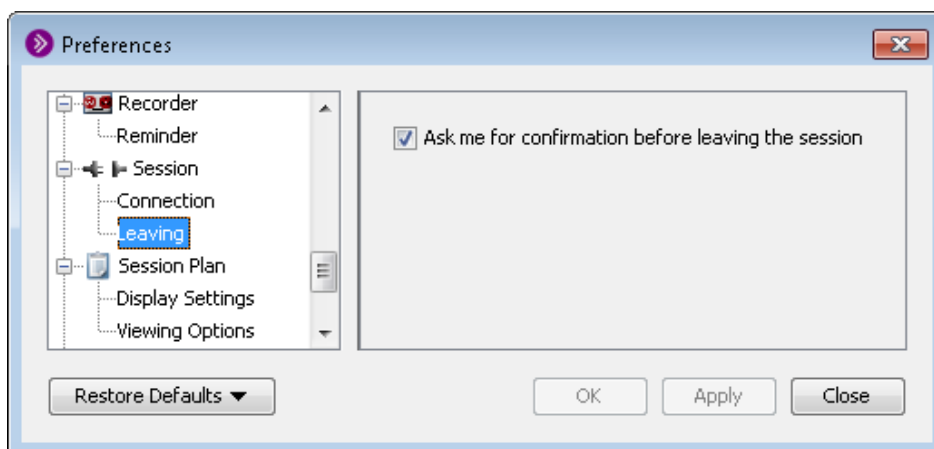 Preferences
Recorder
Reminder
Session
Connection
Leaving
Session Plan
Display Settings
Viewing Options
Ask me for confirmation before leaving the session
Restore Defaults
OK
Apply
Close